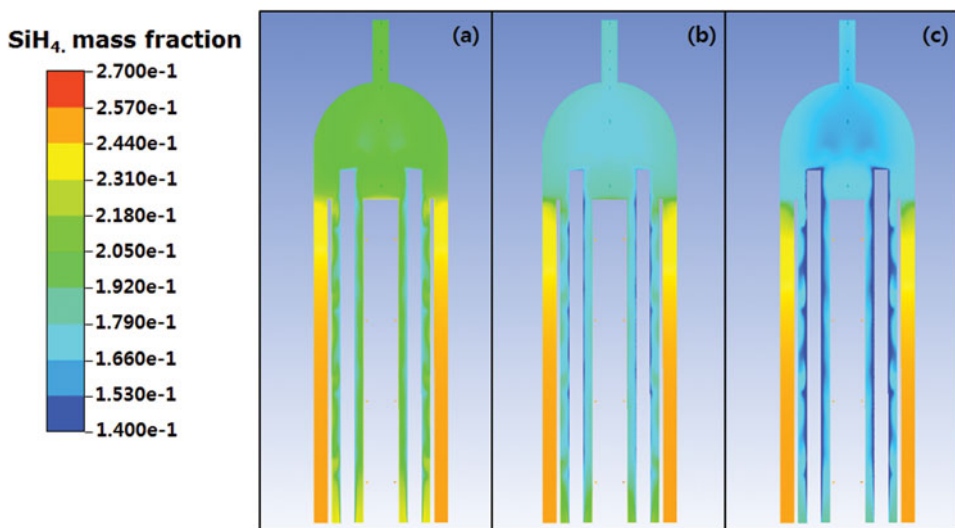 SiH4, mass fraction
2.700e-1
2.570e-1
2.440e-1
2.310e-1
2.180e-1
2.050e-1
1.920e-1
1.790e-1
1.660e-1
1.530e-1
1.400e-1
(a)
(b)
(c)